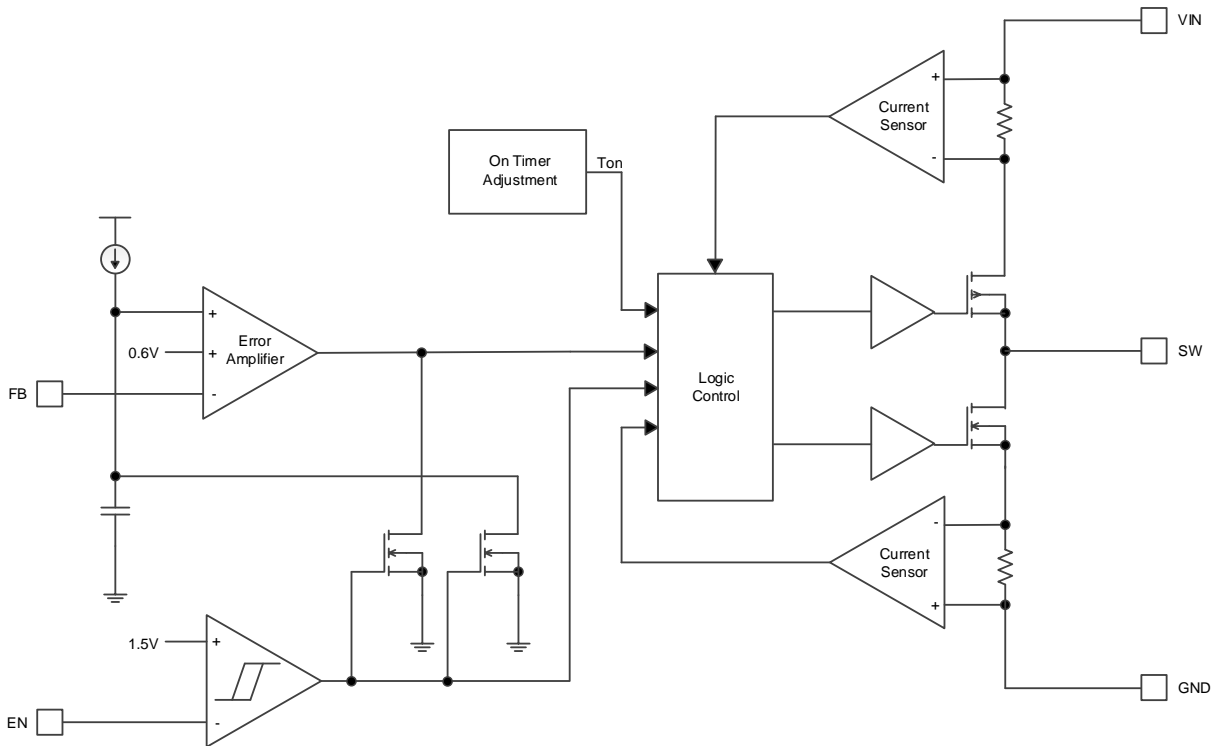 VIN
+
Current
Sensor
-
On Timer
Adjustment
Ton
+
Error
Amplifier
0.6V
+
-
FB
Logic
Control
SW
-
Current
Sensor
+
1.5V
+
-
EN
GND